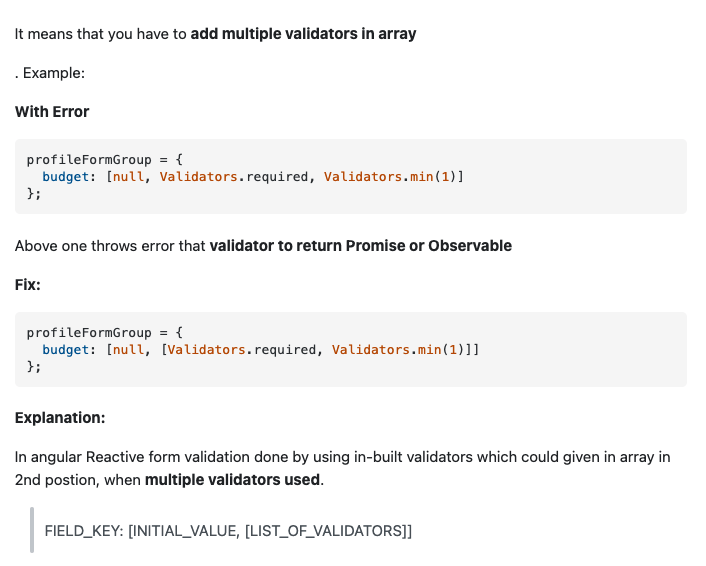 It means that you have to add multiple validators in array
. Example:
With Error
profileFormGroup = {
  budget: [null, Validators.required, Validators.min(1)]
};
Above one throws error that validator to return Promise or Observable
Fix:
profileFormGroup = {
  budget: [null, [Validators.required, Validators.min(1)]]
};
Explanation:
In angular Reactive form validation done by using in-built validators which could given in array in
2nd postion, when multiple validators used.
FIELD_KEY: [INITIAL_VALUE, [LIST_OF_VALIDATORS]]